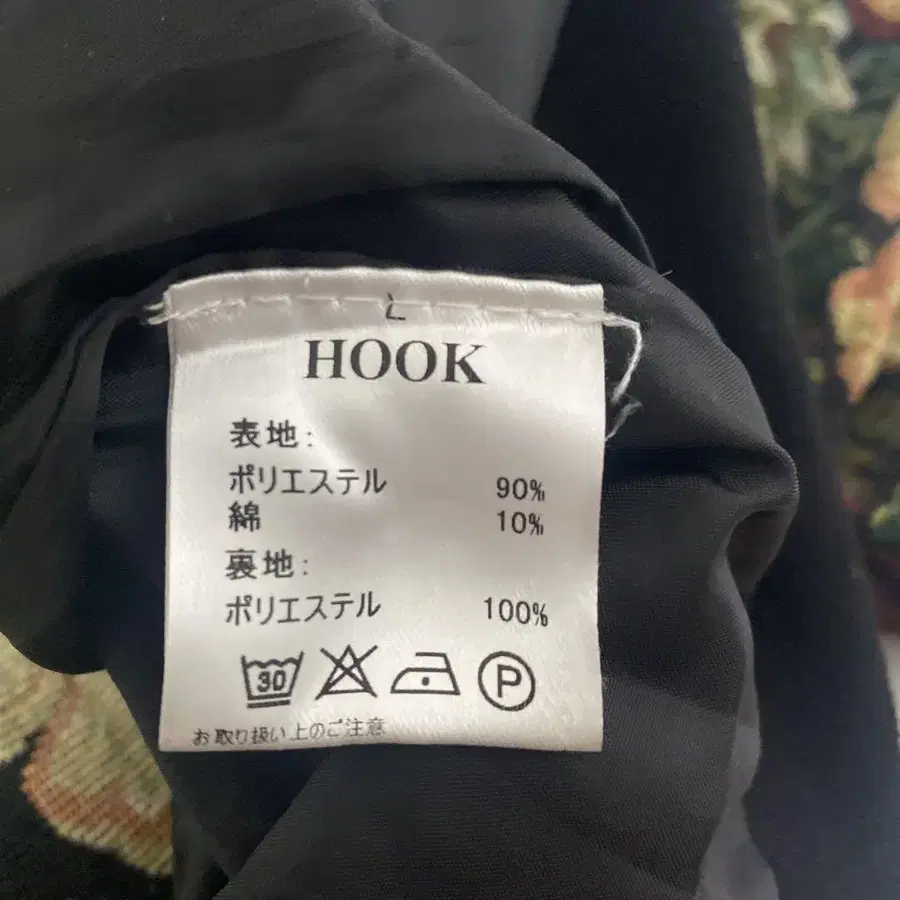 L
HOOK
表地:
ポリエステル 90%
綿 10%
裏地:
ポリエステル 100%
30 P
お取り扱い上のご注意